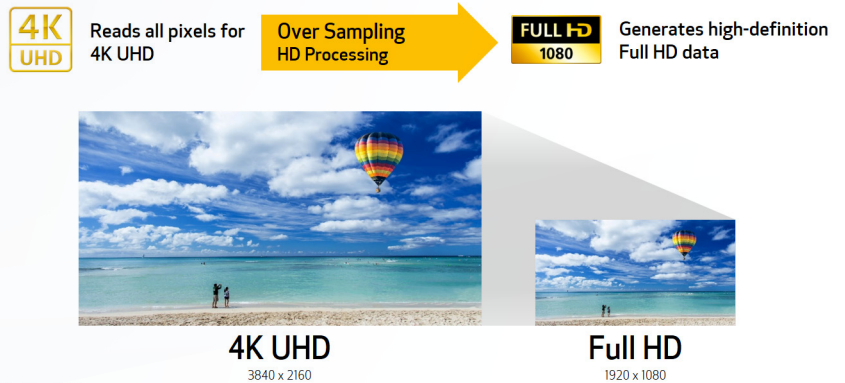 4K
UHD
Reads all pixels for
4K UHD
Over Sampling
HD Processing
FULL HD
1080
Generates high-definition
Full HD data
4K UHD
3840 x 2160
Full HD
1920 x 1080